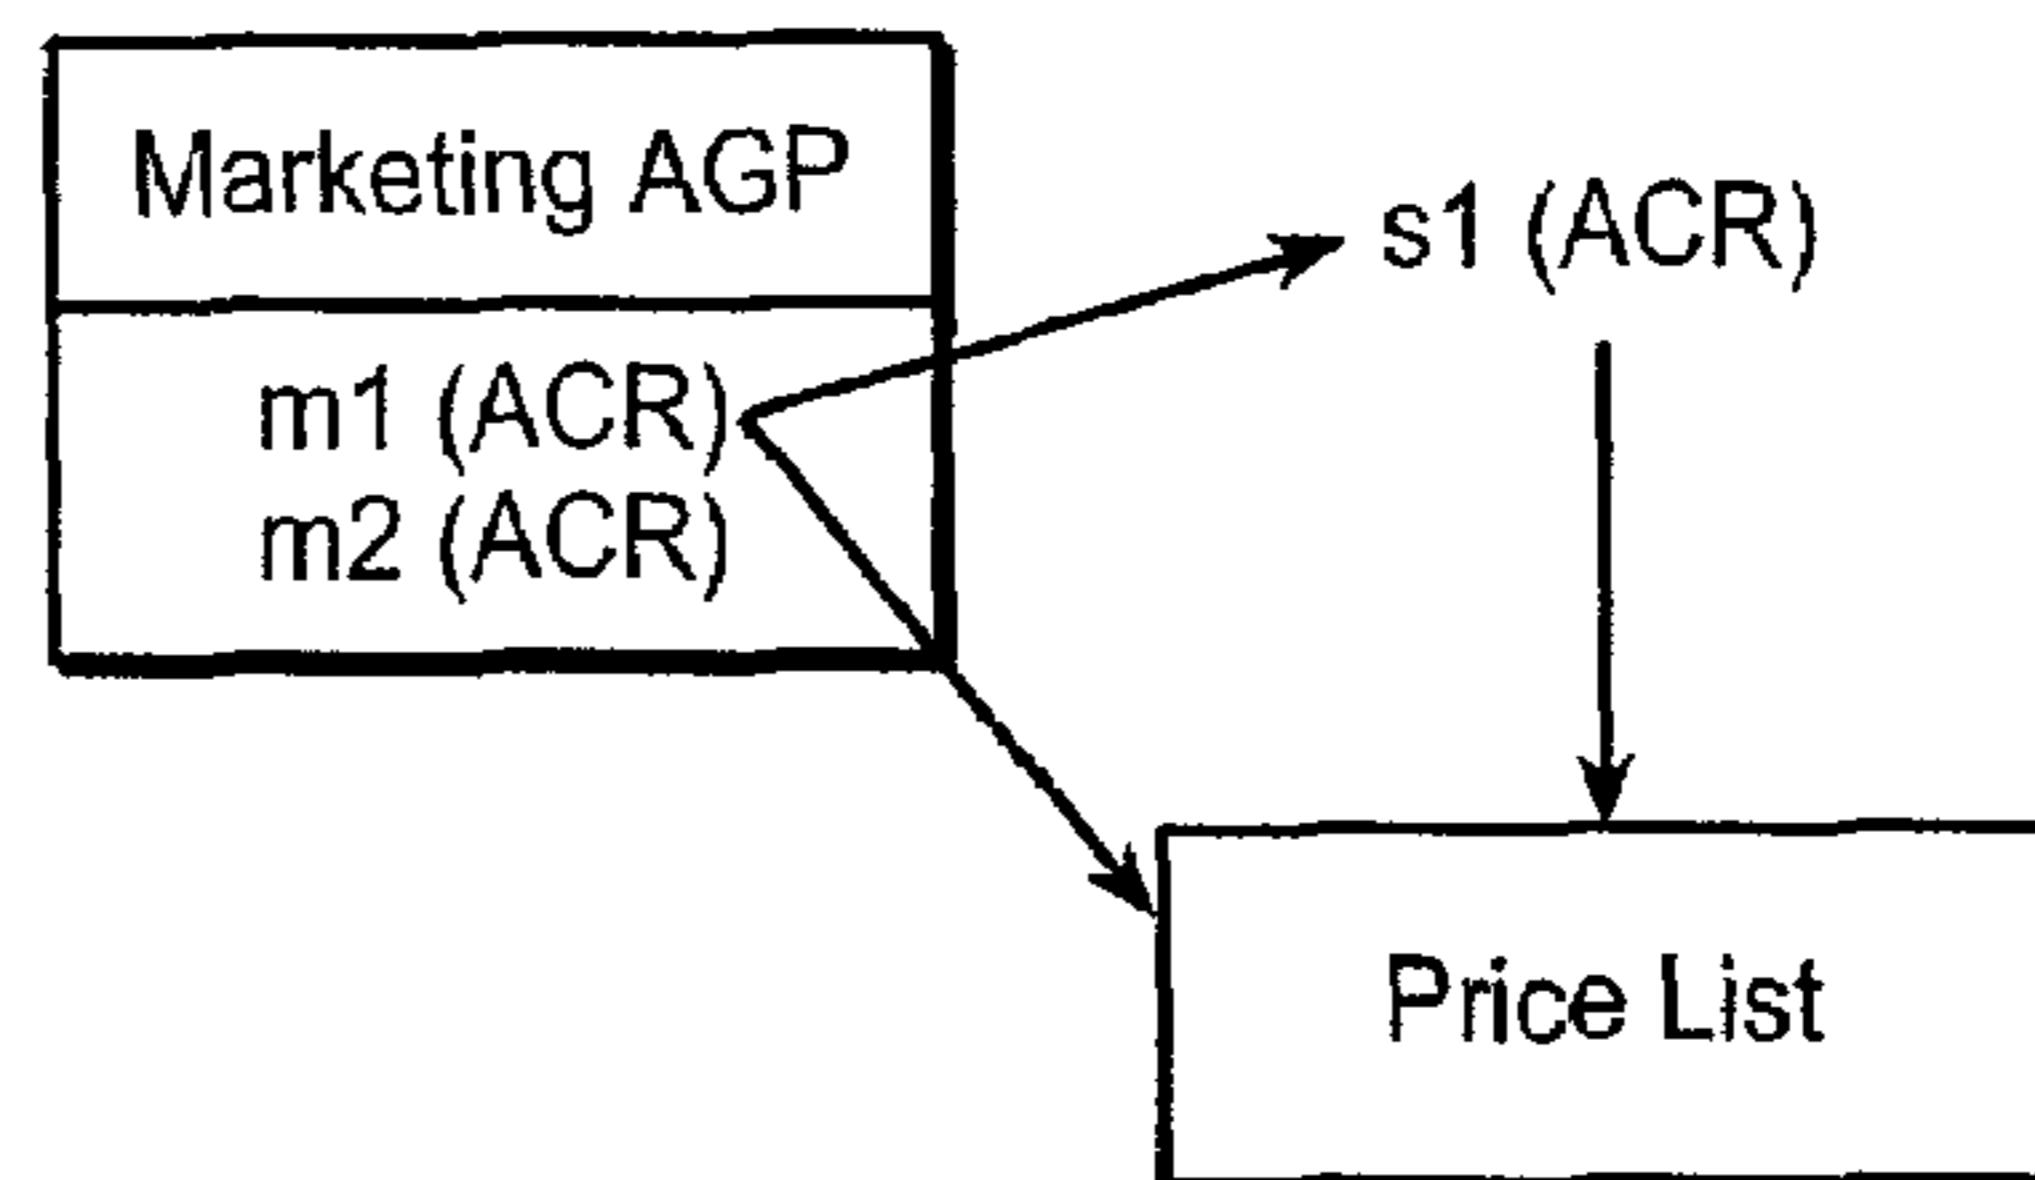 Marketing AGP
s1 (ACR)
m1 (ACR)
m2 (ACR)
Price List